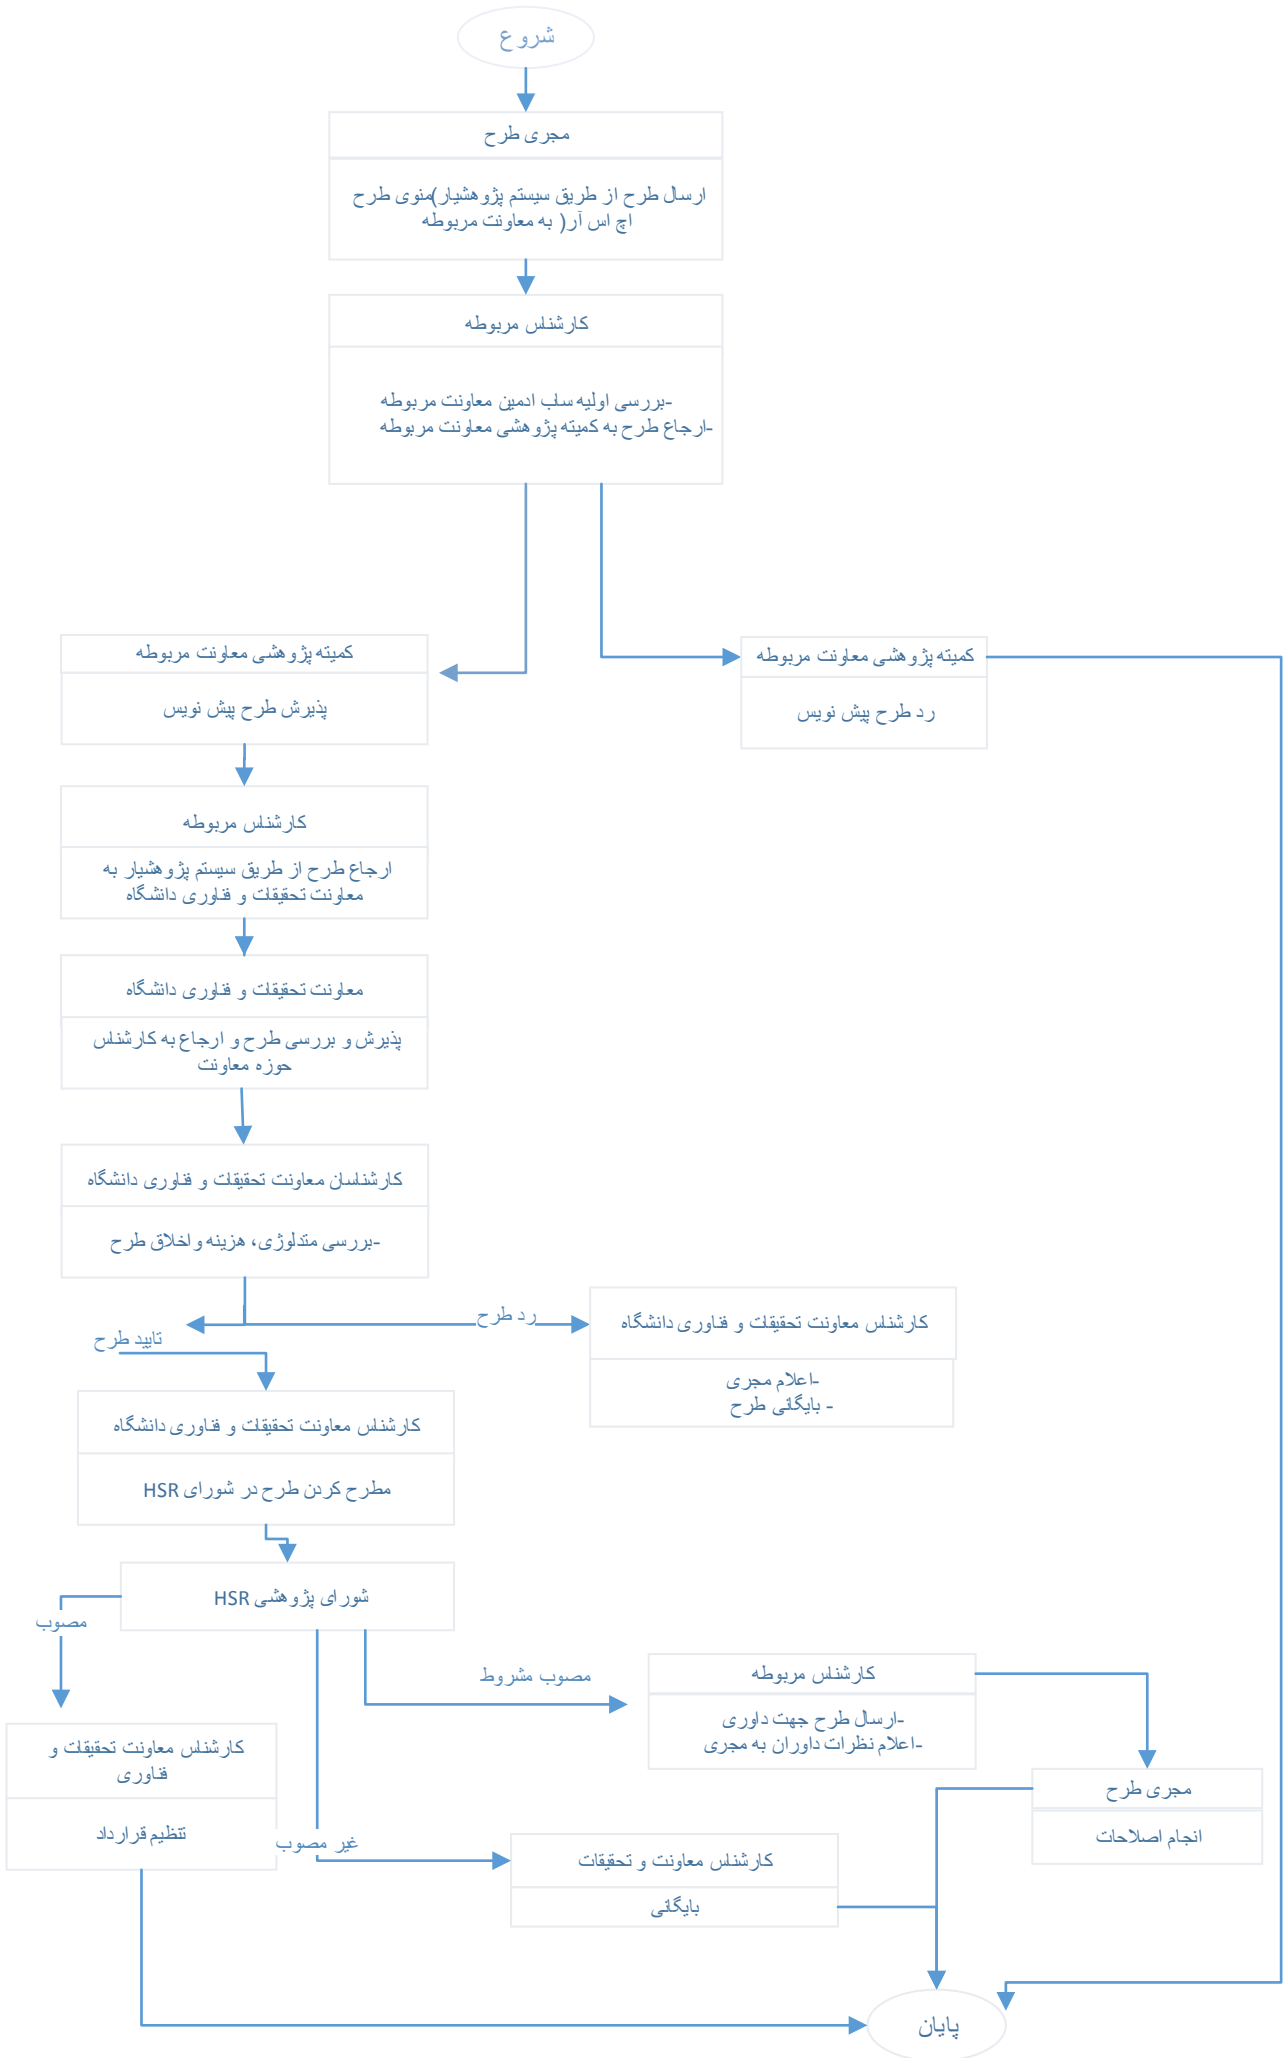 شروع
مجری طرح
ارسال طرح از طریق سیستم پژوهشیار)منوی طرح
اچ اس آر( به معاونت مربوطه
کارشناس مربوطه
-بررسی اولیه ساب ادمین معاونت مربوطه
-ارجاع طرح به کمیته پژوهشی معاونت مربوطه
کمیته پژوهشی معاونت مربوطه
رد طرح پیش نویس
کمیته پژوهشی معاونت مربوطه
پذیرش طرح پیش نویس
کارشناس مربوطه
ارجاع طرح از طریق سیستم پژوهشیار به
معاونت تحقیقات و فناوری دانشگاه
معاونت تحقیقات و فناوری دانشگاه
پذیرش و بررسی طرح و ارجاع به کارشناس
حوزه معاونت
کارشناسان معاونت تحقیقات و فناوری دانشگاه
-بررسی متدلوژی، هزینه واخلاق طرح
رد طرح
کارشناس معاونت تحقیقات و فناوری دانشگاه
-اعلام مجری
- بایگانی طرح
تایید طرح
کارشناس معاونت تحقیقات و فناوری دانشگاه
مطرح کردن طرح در شورای HSR
شورای پژوهشی HSR
مصوب
مصوب مشروط
کارشناس مربوطه
-ارسال طرح جهت داوری
-اعلام نظرات داوران به مجری
کارشناس معاونت تحقیقات و
فناوری
تنظیم قرارداد
مجری طرح
انجام اصلاحات
غیر مصوب
کارشناس معاونت و تحقیقات
بایگانی
پایان